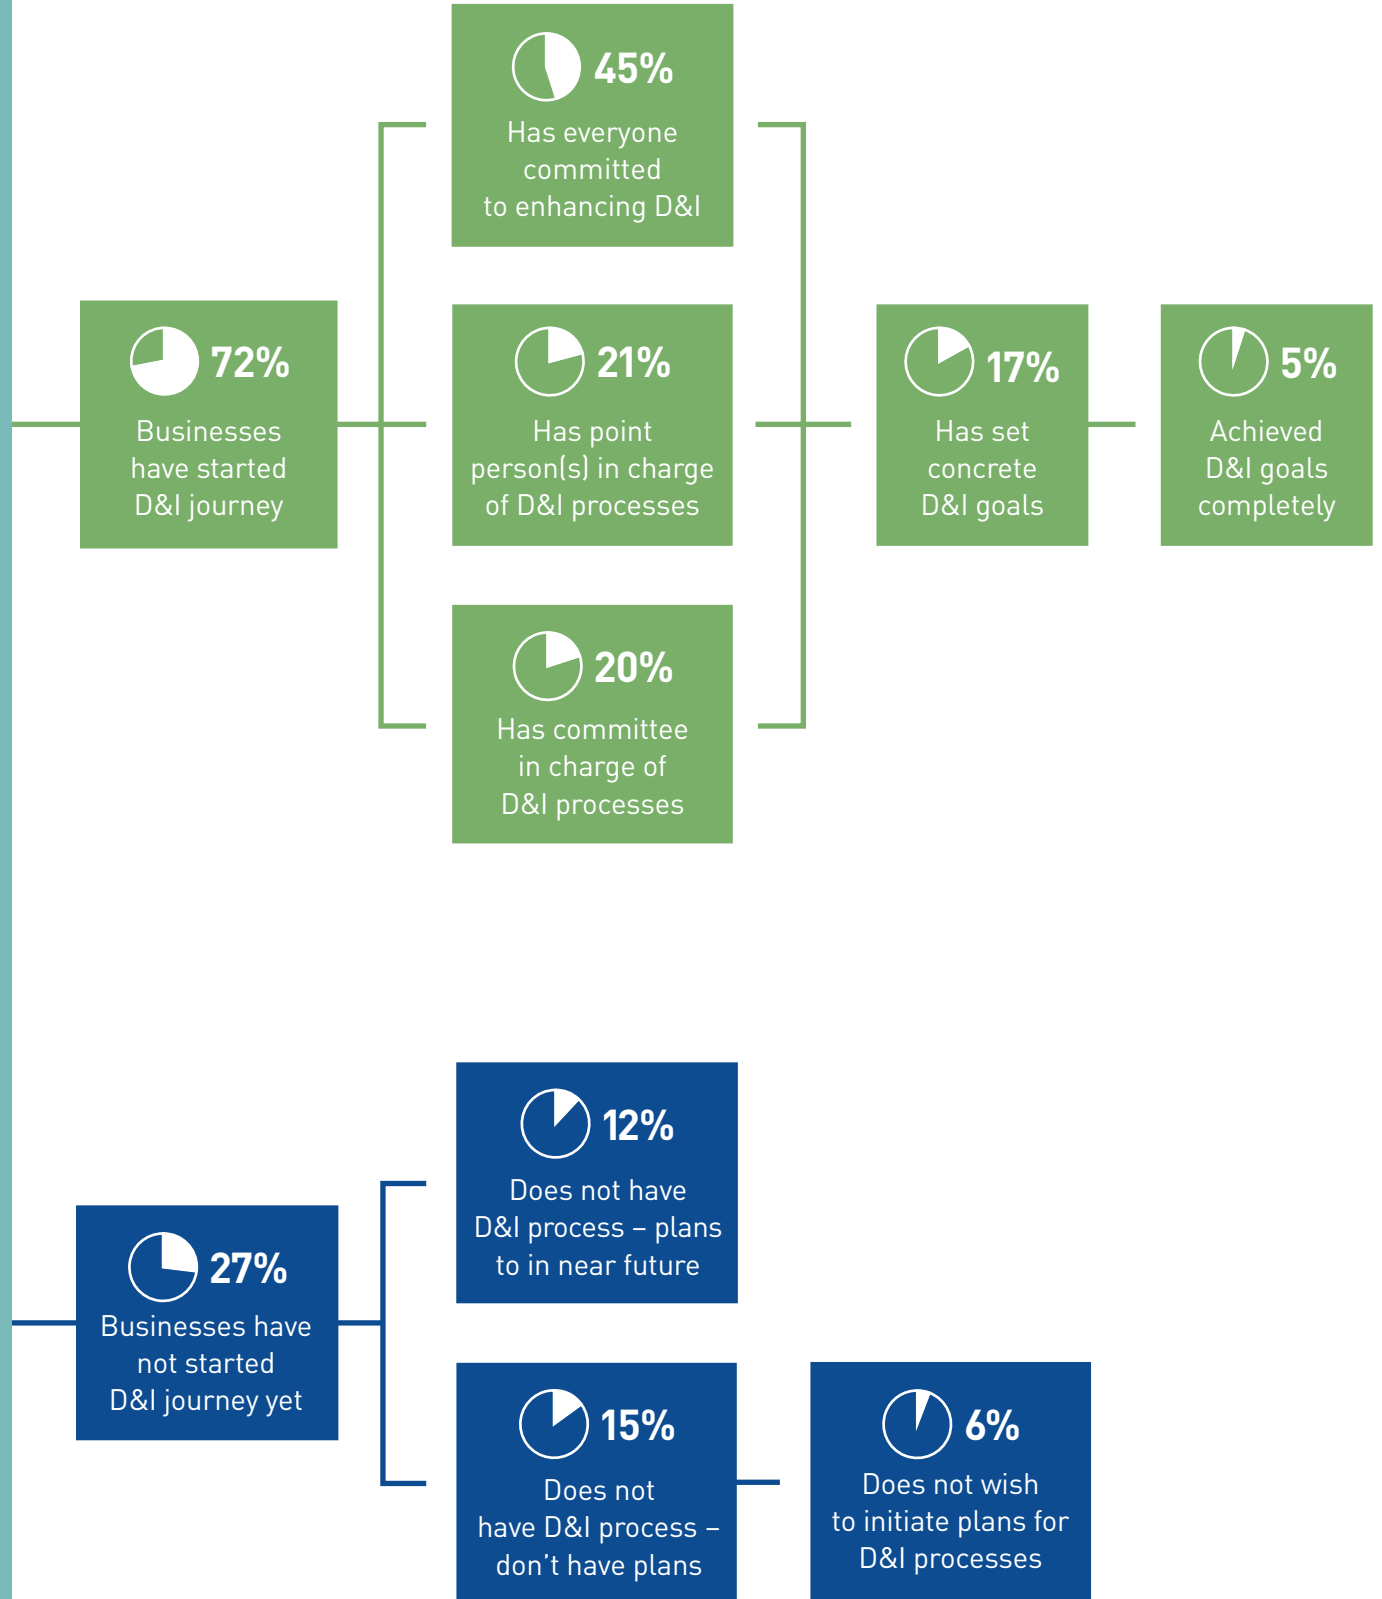 45%
Has everyone
committed
to enhancing D&I
72%
Businesses
have started
D&I journey
21%
Has point
person(s) in charge
of D&I processes
17%
Has set
concrete
D&I goals
5%
Achieved
D&I goals
completely
20%
Has committee
in charge of
D&I processes
12%
Does not have
D&I process – plans
to in near future
27%
Businesses have
not started
D&I journey yet
15%
Does not
have D&I process –
don't have plans
6%
Does not wish
to initiate plans for
D&I processes